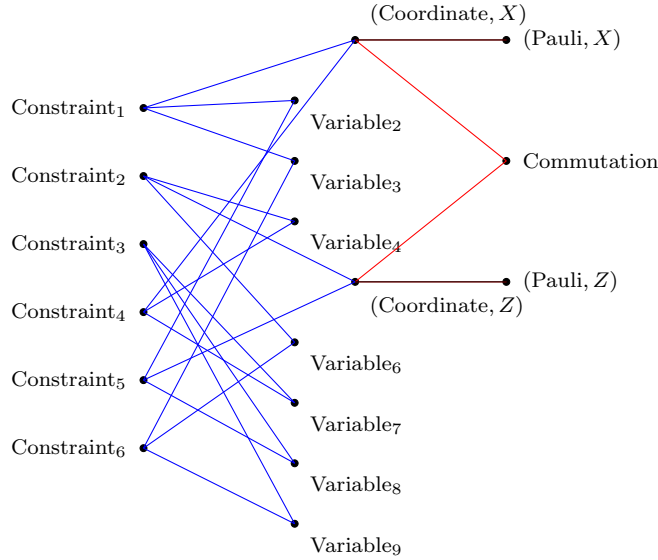 (Coordinate, X)
(Pauli, X)
Constraint₁
Variable₂
Constraint₂
Variable₃
Commutation
Constraint₃
Variable₄
(Pauli, Z)
(Coordinate, Z)
Constraint₄
Variable₆
Constraint₅
Variable₇
Constraint₆
Variable₈
Variable₉